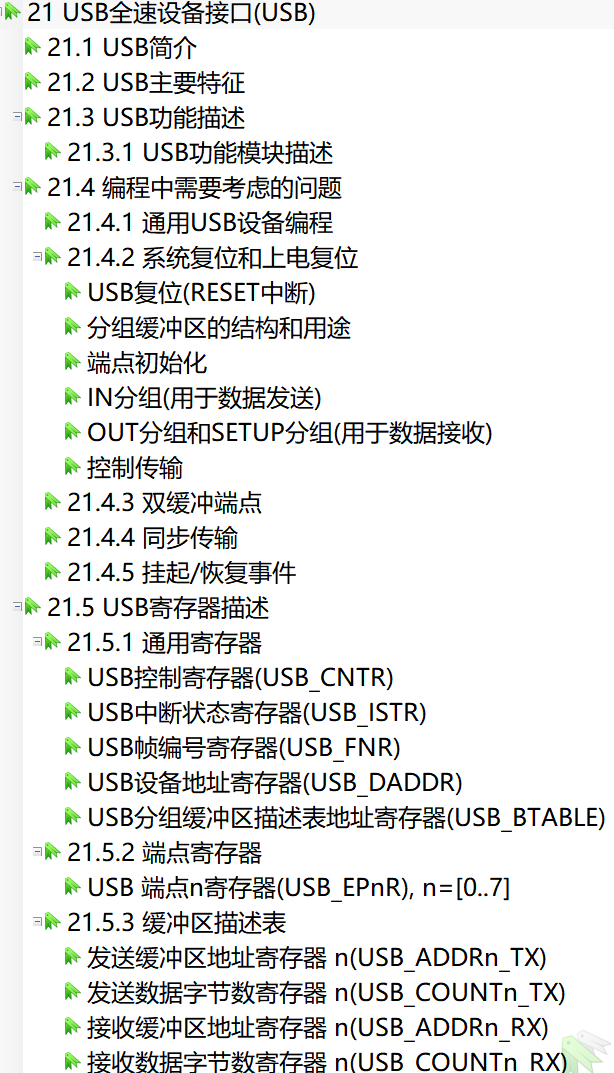 21 USB全速设备接口(USB)
21.1 USB简介
21.2 USB主要特征
21.3 USB功能描述
21.3.1 USB功能模块描述
21.4 编程中需要考虑的问题
21.4.1 通用USB设备编程
21.4.2 系统复位和上电复位
USB复位(RESET中断)
分组缓冲区的结构和用途
端点初始化
IN分组(用于数据发送)
OUT分组和SETUP分组(用于数据接收)
控制传输
21.4.3 双缓冲端点
21.4.4 同步传输
21.4.5 挂起/恢复事件
21.5 USB寄存器描述
21.5.1 通用寄存器
USB控制寄存器(USB_CNTR)
USB中断状态寄存器(USB_ISTR)
USB帧编号寄存器(USB_FNR)
USB设备地址寄存器(USB_DADDR)
USB分组缓冲区描述表地址寄存器(USB_BTABLE)
21.5.2 端点寄存器
USB 端点n寄存器(USB_EPnR), n=[0..7]
21.5.3 缓冲区描述表
发送缓冲区地址寄存器 n(USB_ADDRn_TX)
发送数据字节数寄存器 n(USB_COUNTn_TX)
接收缓冲区地址寄存器 n(USB_ADDRn_RX)
接收数据字节数寄存器 n(USB_COUNTn_RX)